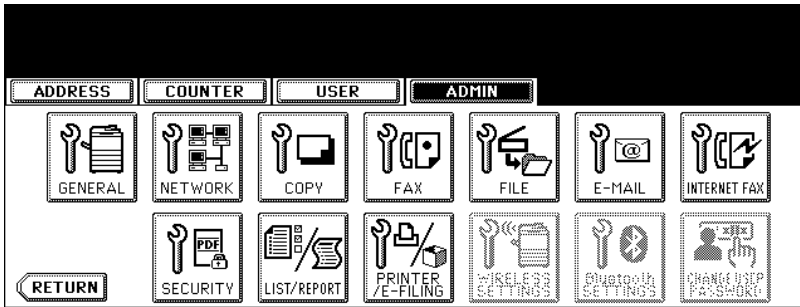 ADDRESS COUNTER USER ADMIN
GENERAL NETWORK COPY FAX FILE E-MAIL INTERNET FAX
PDF
SECURITY LIST/REPORT PRINTER /E-FILING WIRELESS SETTINGS Bluetooth SETTINGS CHANGE USER PASSWORD
RETURN